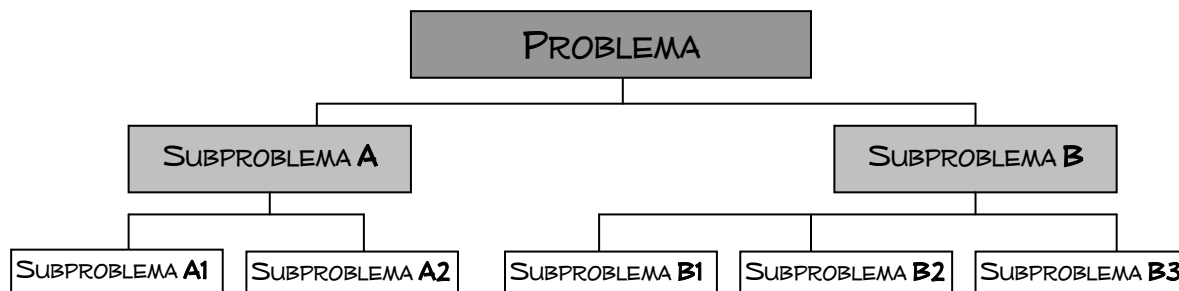 PROBLEMA
SUBPROBLEMA A
SUBPROBLEMA B
SUBPROBLEMA A1
SUBPROBLEMA A2
SUBPROBLEMA B1
SUBPROBLEMA B2
SUBPROBLEMA B3